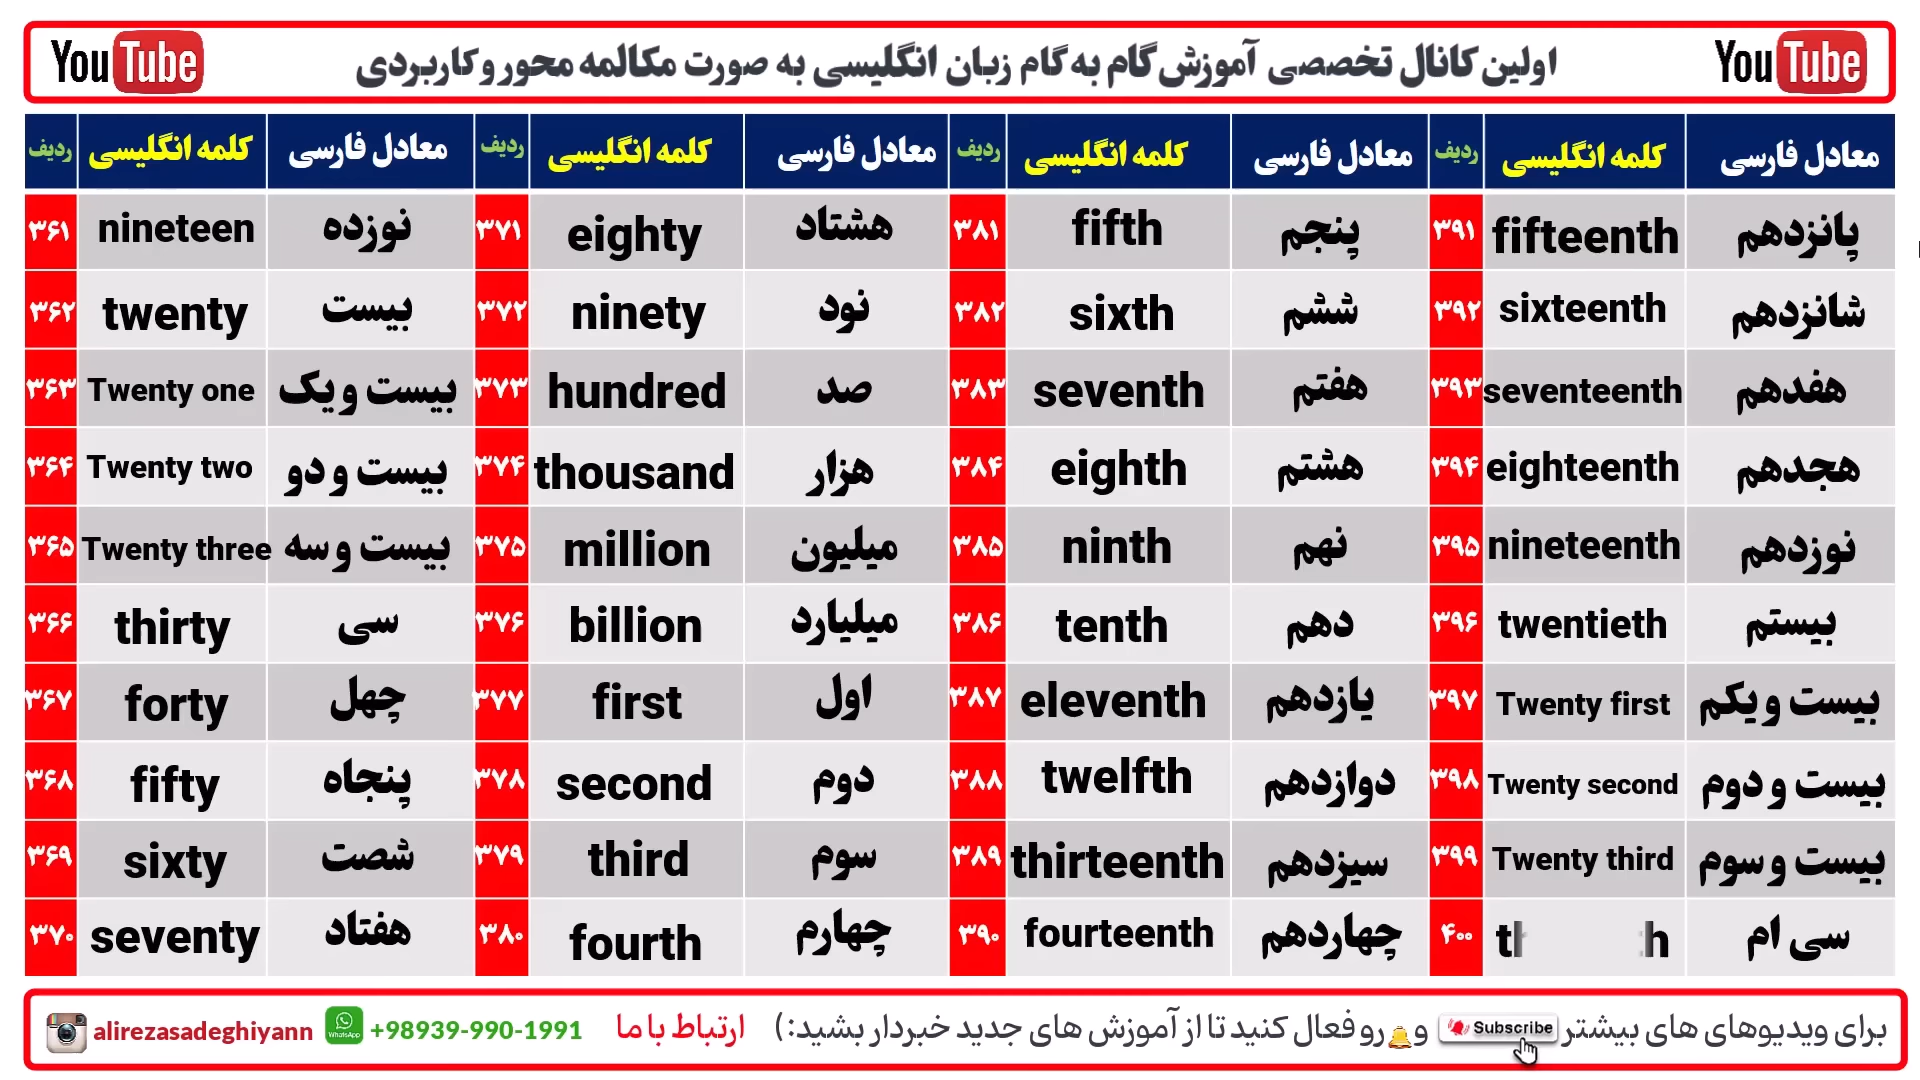 YouTube اولین کانال تخصصی آموزش گام به گام زبان انگلیسی به صورت مکالمه محور و کاربردی YouTube
ردیف کلمه انگلیسی معادل فارسی ردیف کلمه انگلیسی معادل فارسی ردیف کلمه انگلیسی معادل فارسی ردیف کلمه انگلیسی معادل فارسی
۳۶۱ nineteen نوزده ۳۷۱ eighty هشتاد ۳۸۱ fifth پنجم ۳۹۱ fifteenth پانزدهم
۳۶۲ twenty بیست ۳۷۲ ninety نود ۳۸۲ sixth ششم ۳۹۲ sixteenth شانزدهم
۳۶۳ Twenty one بیست و یک ۳۷۳ hundred صد ۳۸۳ seventh هفتم ۳۹۳ seventeenth هفدهم
۳۶۴ Twenty two بیست و دو ۳۷۴ thousand هزار ۳۸۴ eighth هشتم ۳۹۴ eighteenth هجدهم
۳۶۵ Twenty three بیست و سه ۳۷۵ million میلیون ۳۸۵ ninth نهم ۳۹۵ nineteenth نوزدهم
۳۶۶ thirty سی ۳۷۶ billion میلیارد ۳۸۶ tenth دهم ۳۹۶ twentieth بیستم
۳۶۷ forty چهل ۳۷۷ first اول ۳۸۷ eleventh یازدهم ۳۹۷ Twenty first بیست و یکم
۳۶۸ fifty پنجاه ۳۷۸ second دوم ۳۸۸ twelfth دوازدهم ۳۹۸ Twenty second بیست و دوم
۳۶۹ sixty شصت ۳۷۹ third سوم ۳۸۹ thirteenth سیزدهم ۳۹۹ Twenty third بیست و سوم
۳۷۰ seventy هفتاد ۳۸۰ fourth چهارم ۳۹۰ fourteenth چهاردهم ۴۰۰ سی ام
برای ویدیوهای های بیشتر Subscribe و رو فعال کنید تا از آموزش های جدید خبردار بشید:) ارتباط با ما +98939-990-1991 WhatsApp alirezasadeghiyann